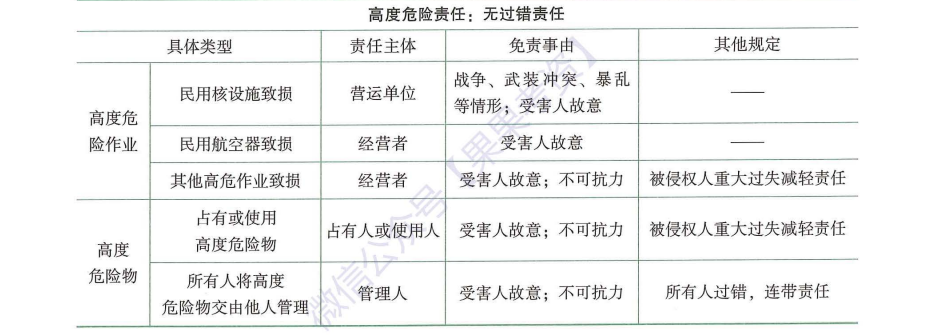 高度危险责任：无过错责任
具体类型 责任主体 免责事由 其他规定
高度危
险作业
民用核设施致损 营运单位 战争、武装冲突、暴乱
等情形；受害人故意 ——
民用航空器致损 经营者 受害人故意 ——
其他高危作业致损 经营者 受害人故意；不可抗力 被侵权人重大过失减轻责任
高度
危险物
占有或使用
高度危险物 占有人或使用人 受害人故意；不可抗力 被侵权人重大过失减轻责任
所有人将高度
危险物交由他人管理 管理人 受害人故意；不可抗力 所有人过错，连带责任
微信公众号【果果考资】